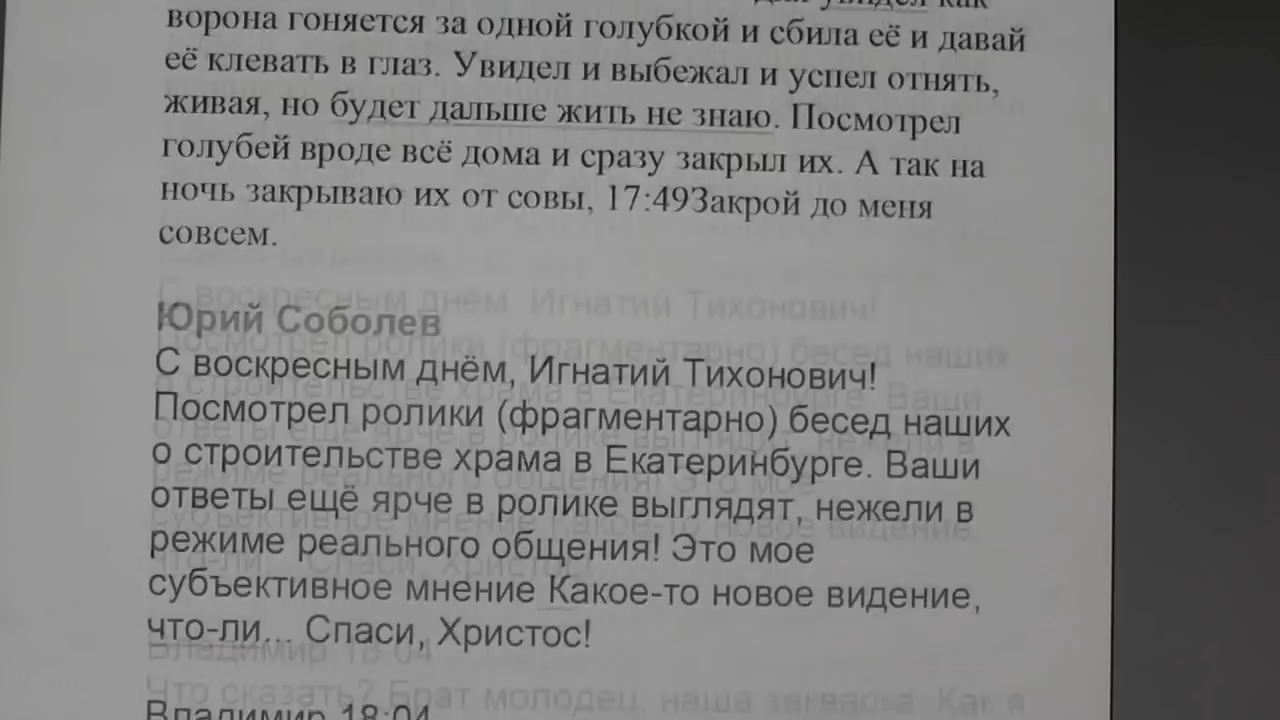 увидел как
ворона гоняется за одной голубкой и сбила её и давай
её клевать в глаз. Увидел и выбежал и успел отнять,
живая, но будет дальше жить не знаю. Посмотрел
голубей вроде всё дома и сразу закрыл их. А так на
ночь закрываю их от совы, 17:49Закрой до меня
совсем.
Юрий Соболев
С воскресным днём, Игнатий Тихонович!
Посмотрел ролики (фрагментарно) бесед наших
о строительстве храма в Екатеринбурге. Ваши
ответы ещё ярче в ролике выглядят, нежели в
режиме реального общения! Это мое
субъективное мнение Какое-то новое видение,
что-ли... Спаси, Христос!
Владимир 18:04